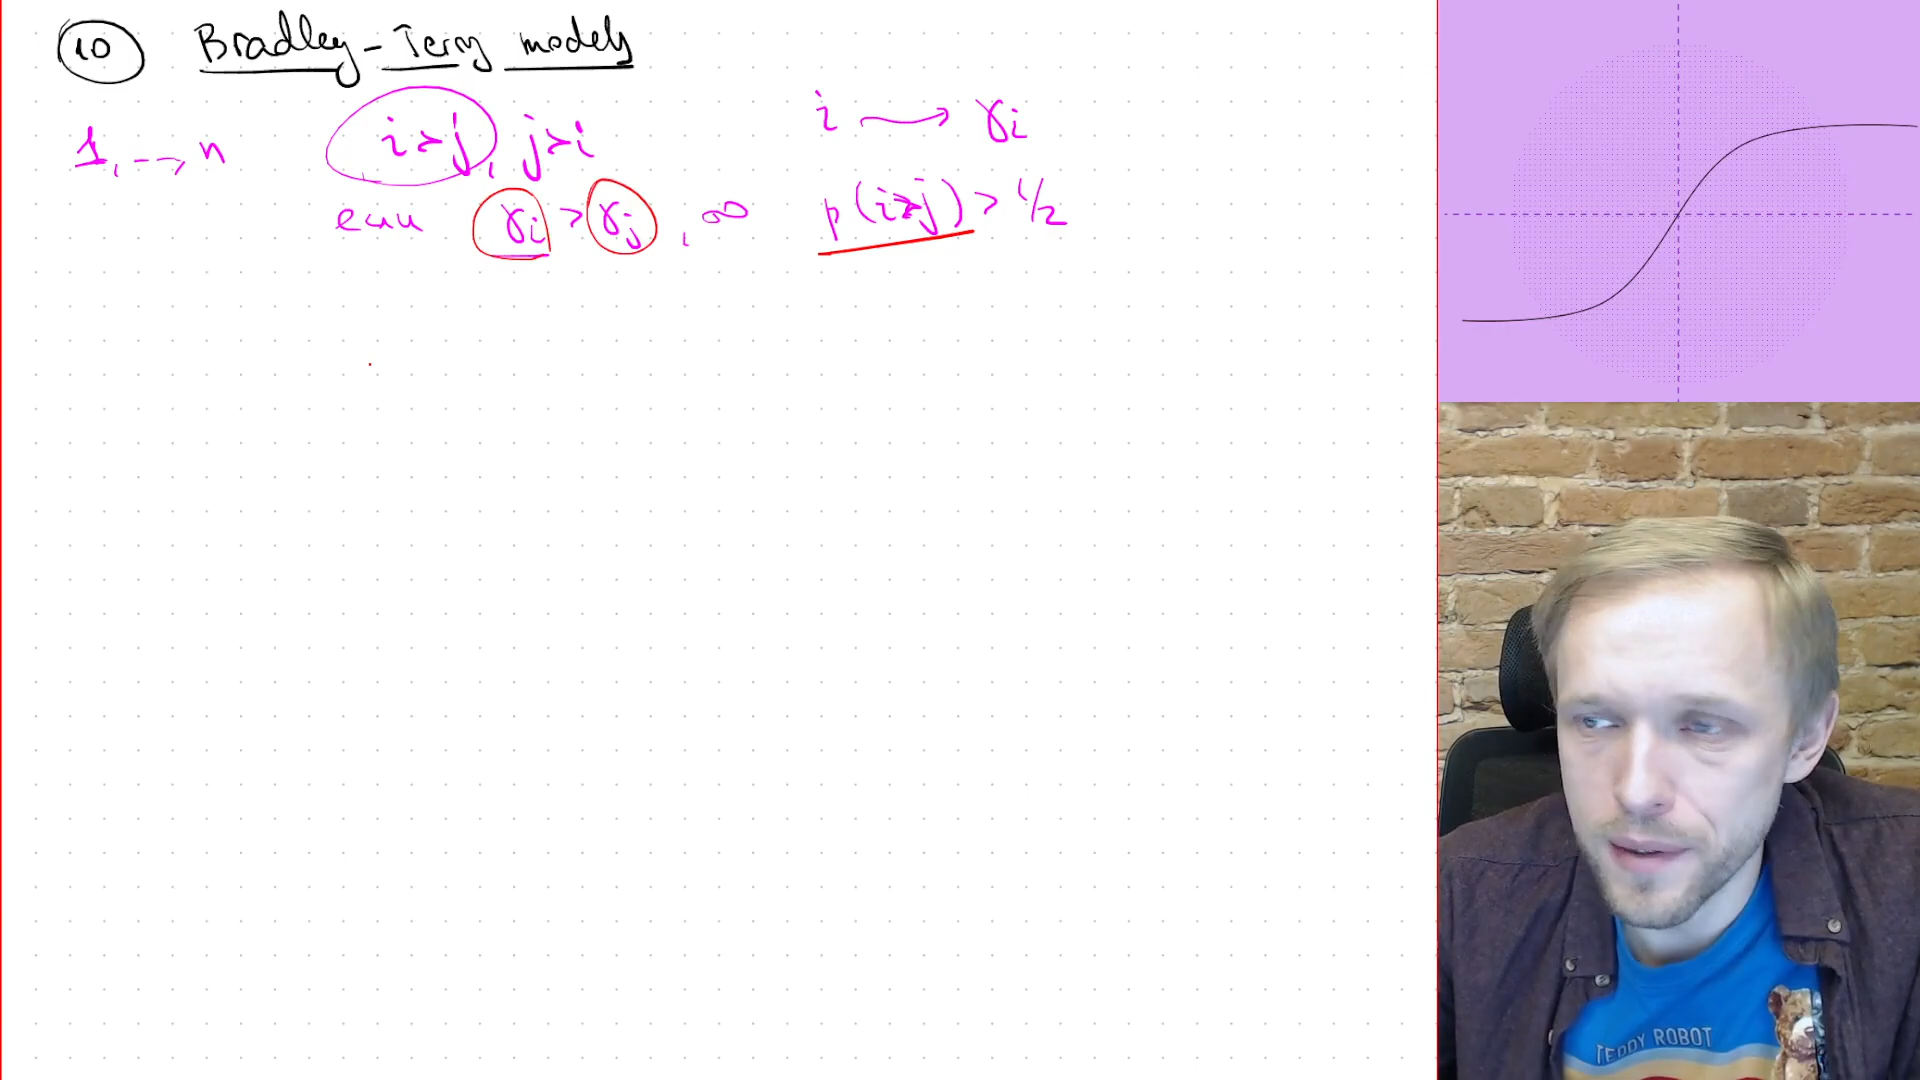 10 Bradley-Terry models
1, --, n i≻j, j≻i i → γi
если γi > γj, ∞ p(i≻j) > 1/2
TEDDY ROBOT